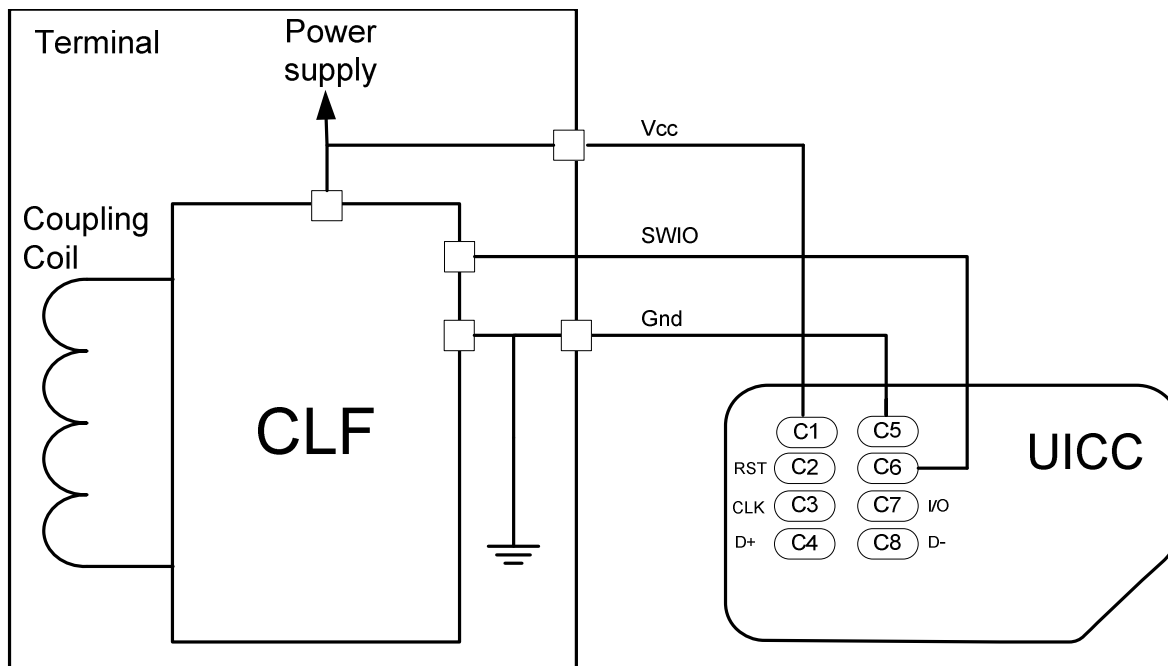 Terminal
Power
supply
Vcc
Coupling
Coil
SWIO
Gnd
CLF
UICC
C1 C5
RST C2 C6
CLK C3 C7 I/O
D+ C4 C8 D-